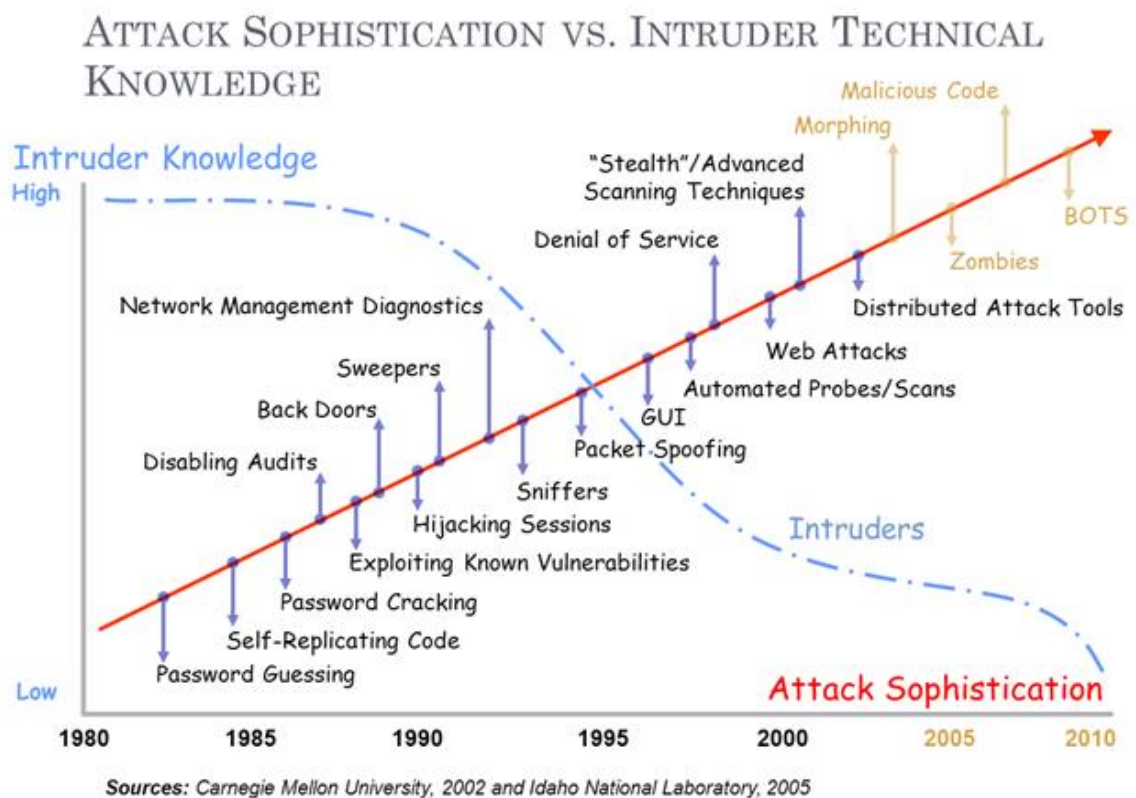 ATTACK SOPHISTICATION VS. INTRUDER TECHNICAL
KNOWLEDGE
Malicious Code
Morphing
Intruder Knowledge
High
"Stealth"/Advanced
Scanning Techniques
BOTS
Denial of Service
Zombies
Network Management Diagnostics
Distributed Attack Tools
Web Attacks
Sweepers
Automated Probes/Scans
Back Doors
GUI
Packet Spoofing
Disabling Audits
Sniffers
Hijacking Sessions
Intruders
Exploiting Known Vulnerabilities
Password Cracking
Self-Replicating Code
Password Guessing
Low
Attack Sophistication
1980 1985 1990 1995 2000 2005 2010
Sources: Carnegie Mellon University, 2002 and Idaho National Laboratory, 2005